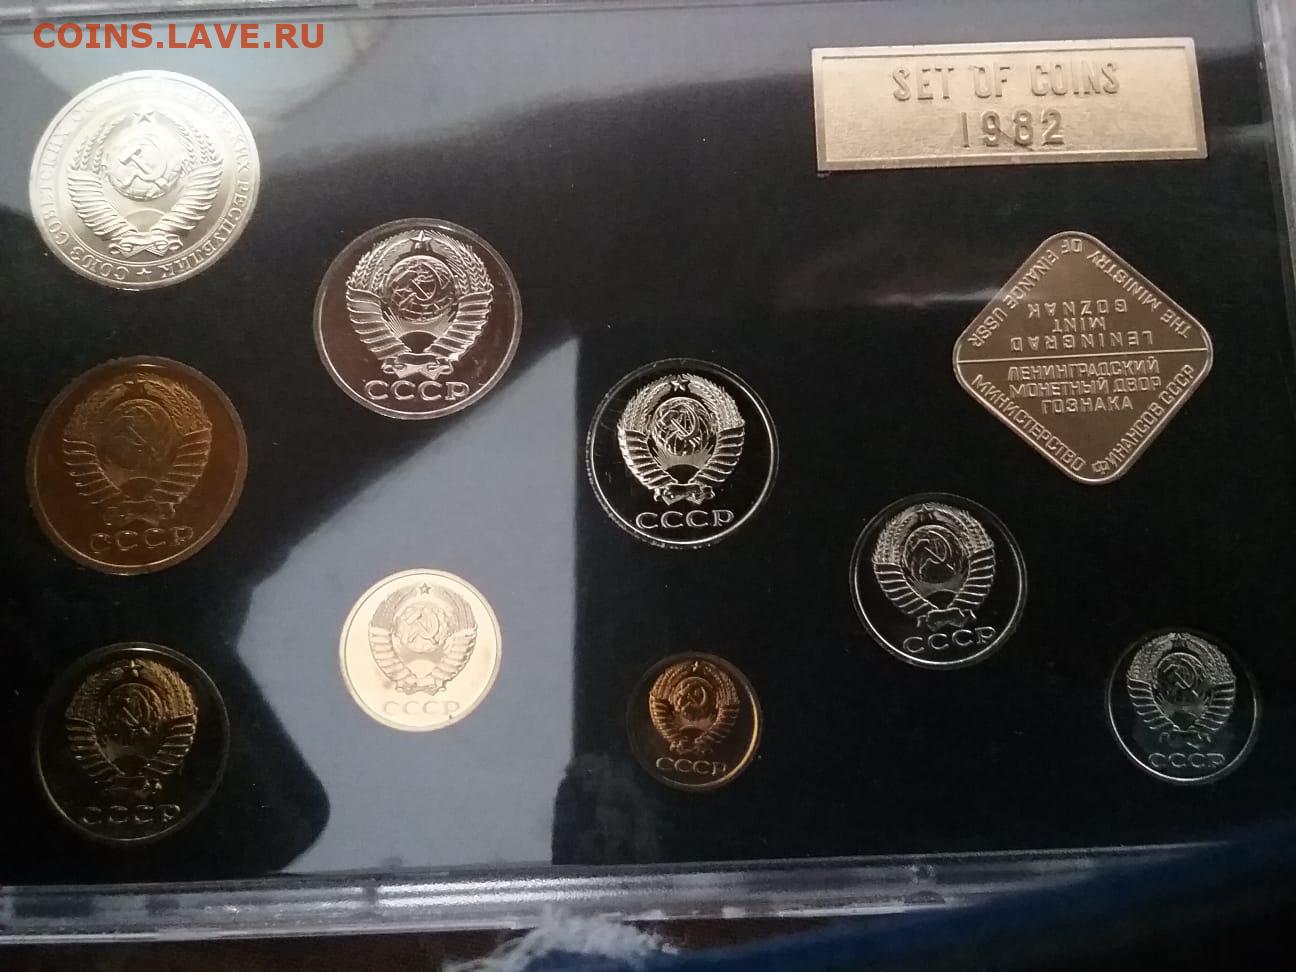 COINS.LAVE.RU
SET OF COINS
1982
СОЮЗ СОВЕТСКИХ СОЦИАЛИСТИЧЕСКИХ РЕСПУБЛИК
СССР
СССР
СССР
СССР
СССР
СССР
СССР
СССР
THE MINISTRY OF FINANCE USSR
LENINGRAD
MINT
GOZNAK
ЛЕНИНГРАДСКИЙ
МОНЕТНЫЙ ДВОР
ГОЗНАКА
МИНИСТЕРСТВО ФИНАНСОВ СССР